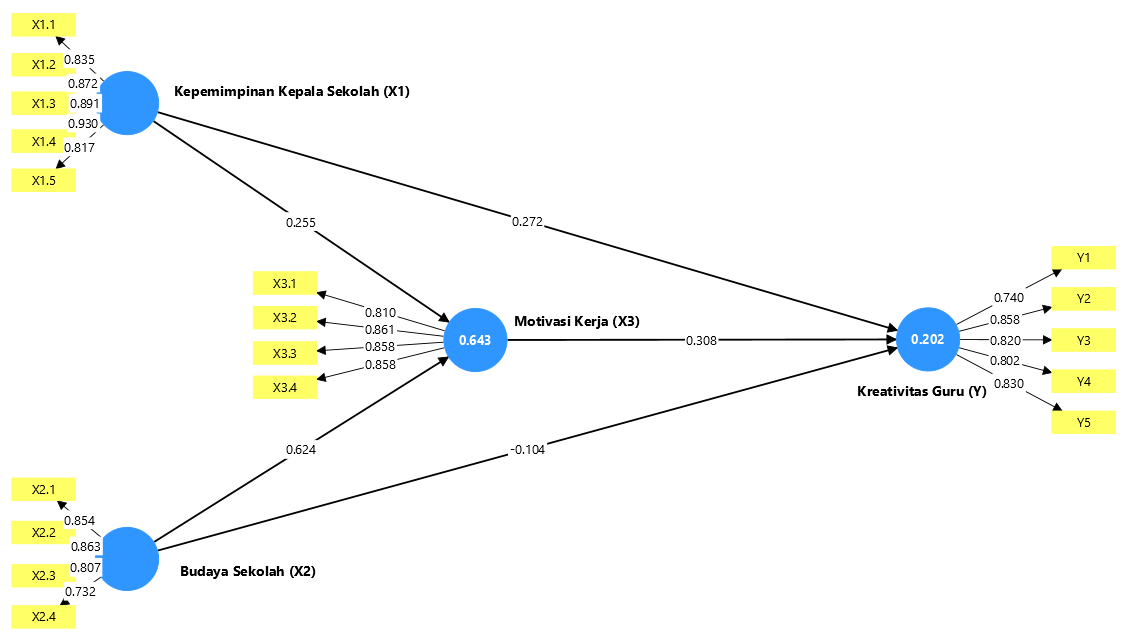 X1.1
0.835
X1.2
0.872
Kepemimpinan Kepala Sekolah (X1)
X1.3
0.891
0.930
X1.4
0.817
X1.5
0.255
0.272
X3.1
0.810
X3.2
0.861
X3.3
0.858
0.858
X3.4
0.643
Motivasi Kerja (X3)
0.308
0.202
Kreativitas Guru (Y)
Y1
0.740
Y2
0.858
Y3
0.820
0.802
Y4
0.830
Y5
0.624
-0.104
X2.1
0.854
X2.2
0.863
X2.3
0.807
0.732
X2.4
Budaya Sekolah (X2)